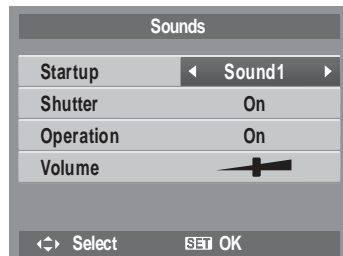 Sounds
Startup Sound1
Shutter On
Operation On
Volume
Select SET OK